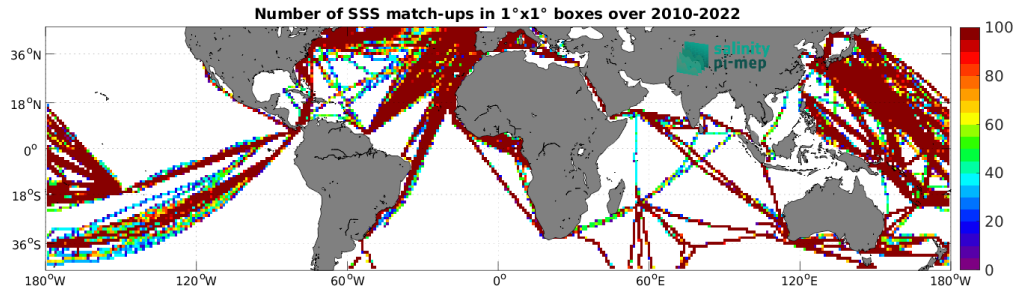 Number of SSS match-ups in 1°x1° boxes over 2010-2022
salinity
pi-mep
36°N
18°N
0°
18°S
36°S
180°W
120°W
60°W
0°
60°E
120°E
180°W
100
80
60
40
20
0